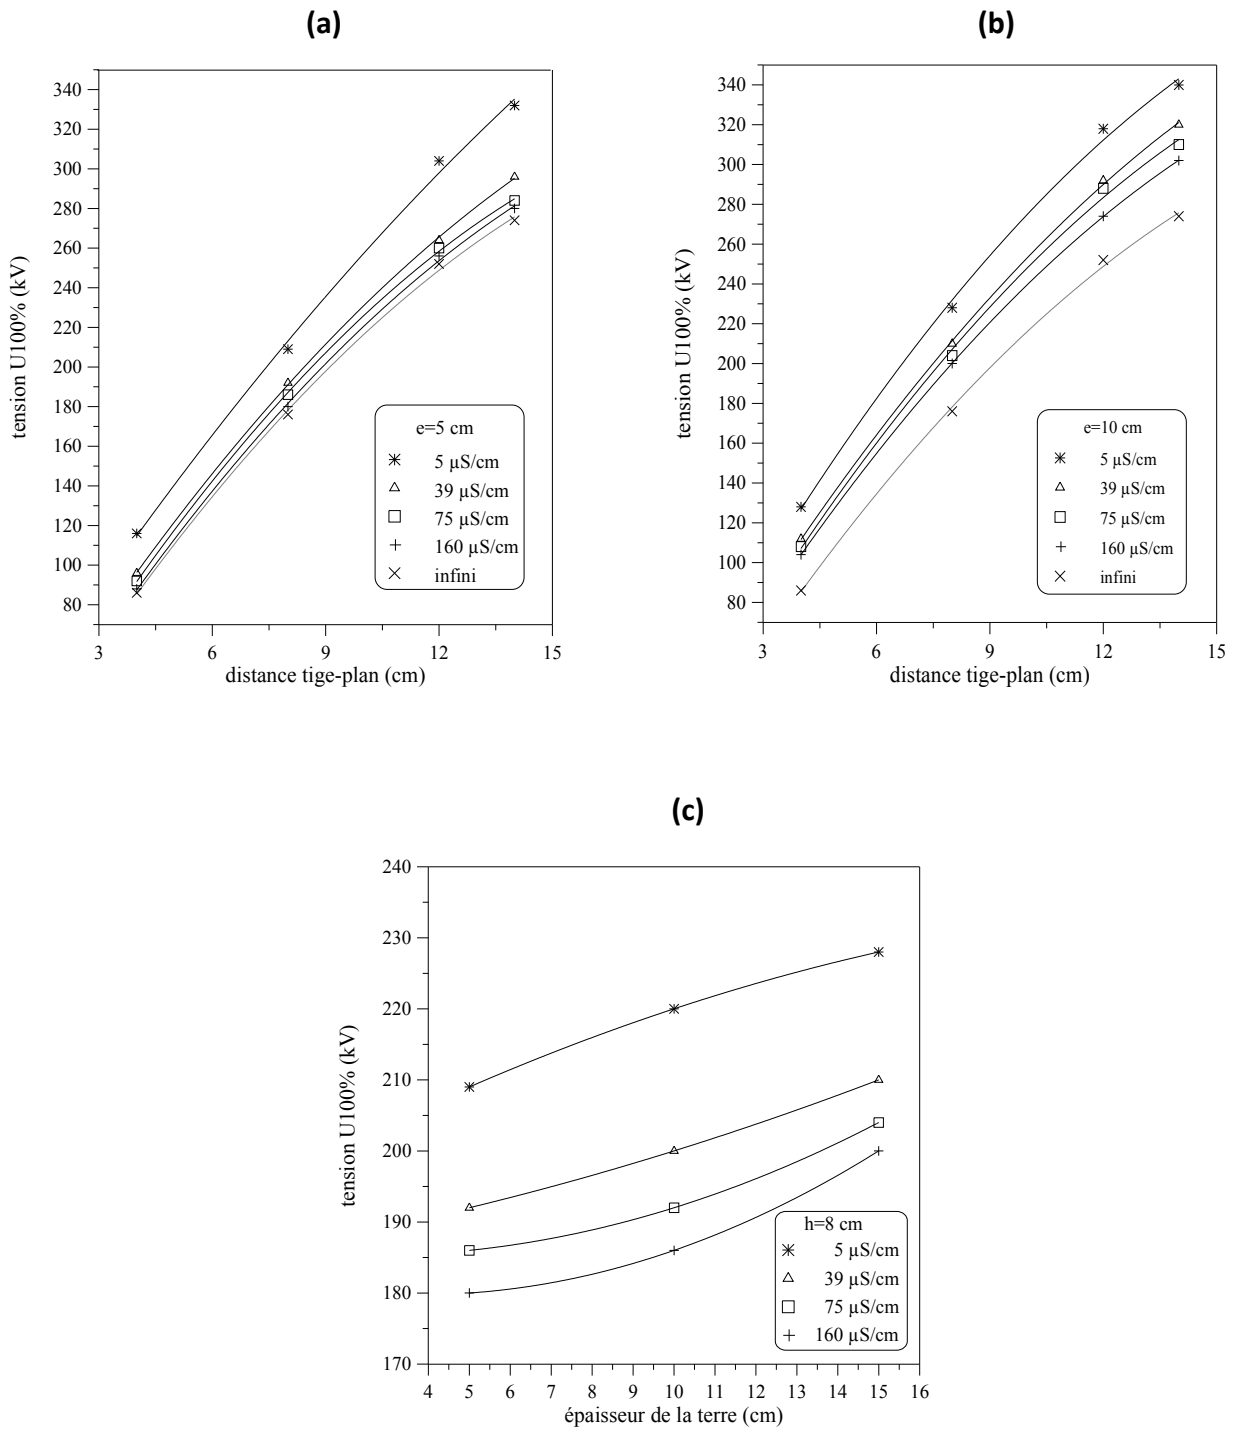 (a)
340
320
300
280
260
240
220
200
180
160
140
120
100
80
tension U100% (kV)
3 6 9 12 15
distance tige-plan (cm)
e=5 cm
5 µS/cm
39 µS/cm
75 µS/cm
160 µS/cm
infini
(b)
340
320
300
280
260
240
220
200
180
160
140
120
100
80
tension U100% (kV)
3 6 9 12 15
distance tige-plan (cm)
e=10 cm
5 µS/cm
39 µS/cm
75 µS/cm
160 µS/cm
infini
(c)
240
230
220
210
200
190
180
170
tension U100% (kV)
4 5 6 7 8 9 10 11 12 13 14 15 16
épaisseur de la terre (cm)
h=8 cm
5 µS/cm
39 µS/cm
75 µS/cm
160 µS/cm